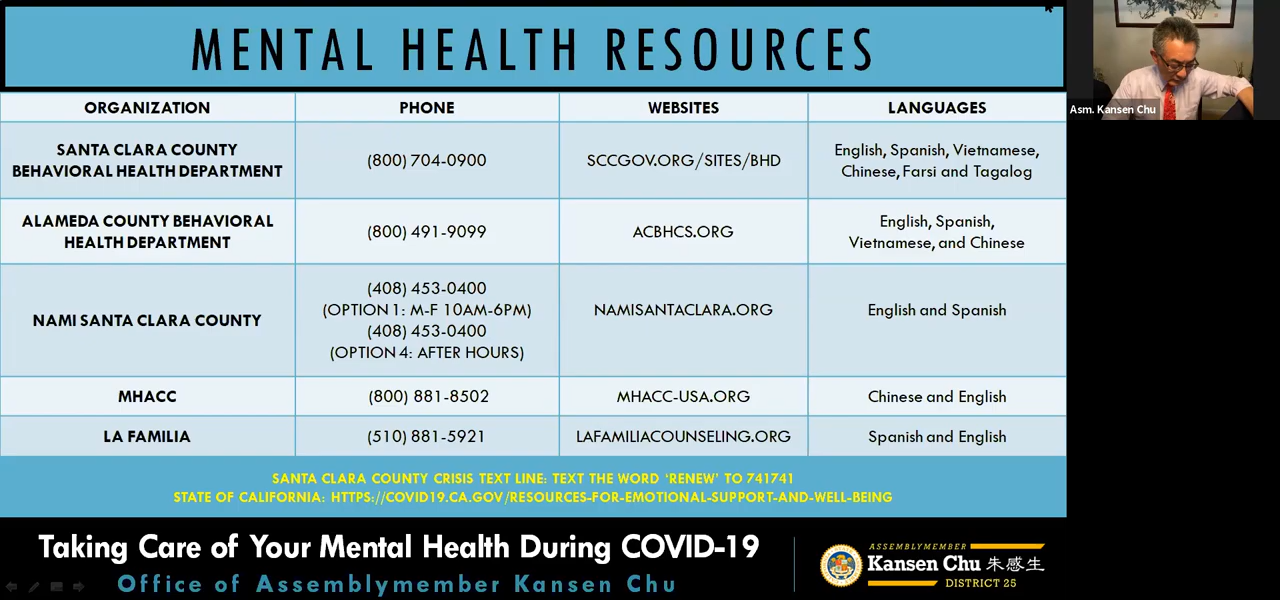 MENTAL HEALTH RESOURCES
ORGANIZATION PHONE WEBSITES LANGUAGES
SANTA CLARA COUNTY
BEHAVIORAL HEALTH DEPARTMENT
(800) 704-0900
SCCGOV.ORG/SITES/BHD
English, Spanish, Vietnamese,
Chinese, Farsi and Tagalog
ALAMEDA COUNTY BEHAVIORAL
HEALTH DEPARTMENT
(800) 491-9099
ACBHCS.ORG
English, Spanish,
Vietnamese, and Chinese
NAMI SANTA CLARA COUNTY
(408) 453-0400
(OPTION 1: M-F 10AM-6PM)
(408) 453-0400
(OPTION 4: AFTER HOURS)
NAMISANTACLARA.ORG
English and Spanish
MHACC
(800) 881-8502
MHACC-USA.ORG
Chinese and English
LA FAMILIA
(510) 881-5921
LAFAMILIACOUNSELING.ORG
Spanish and English
SANTA CLARA COUNTY CRISIS TEXT LINE: TEXT THE WORD ‘RENEW’ TO 741741
STATE OF CALIFORNIA: HTTPS://COVID19.CA.GOV/RESOURCES-FOR-EMOTIONAL-SUPPORT-AND-WELL-BEING
Taking Care of Your Mental Health During COVID-19
Office of Assemblymember Kansen Chu
ASSEMBLYMEMBER
Kansen Chu 朱感生
DISTRICT 25
Asm. Kansen Chu